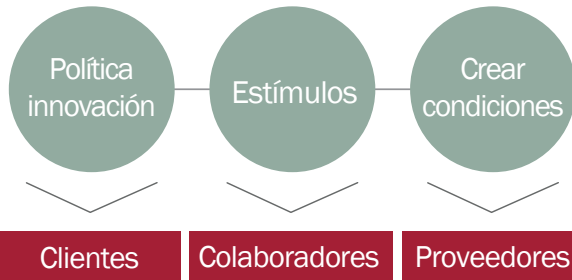 Política
innovación
Estímulos
Crear
condiciones
Clientes
Colaboradores
Proveedores